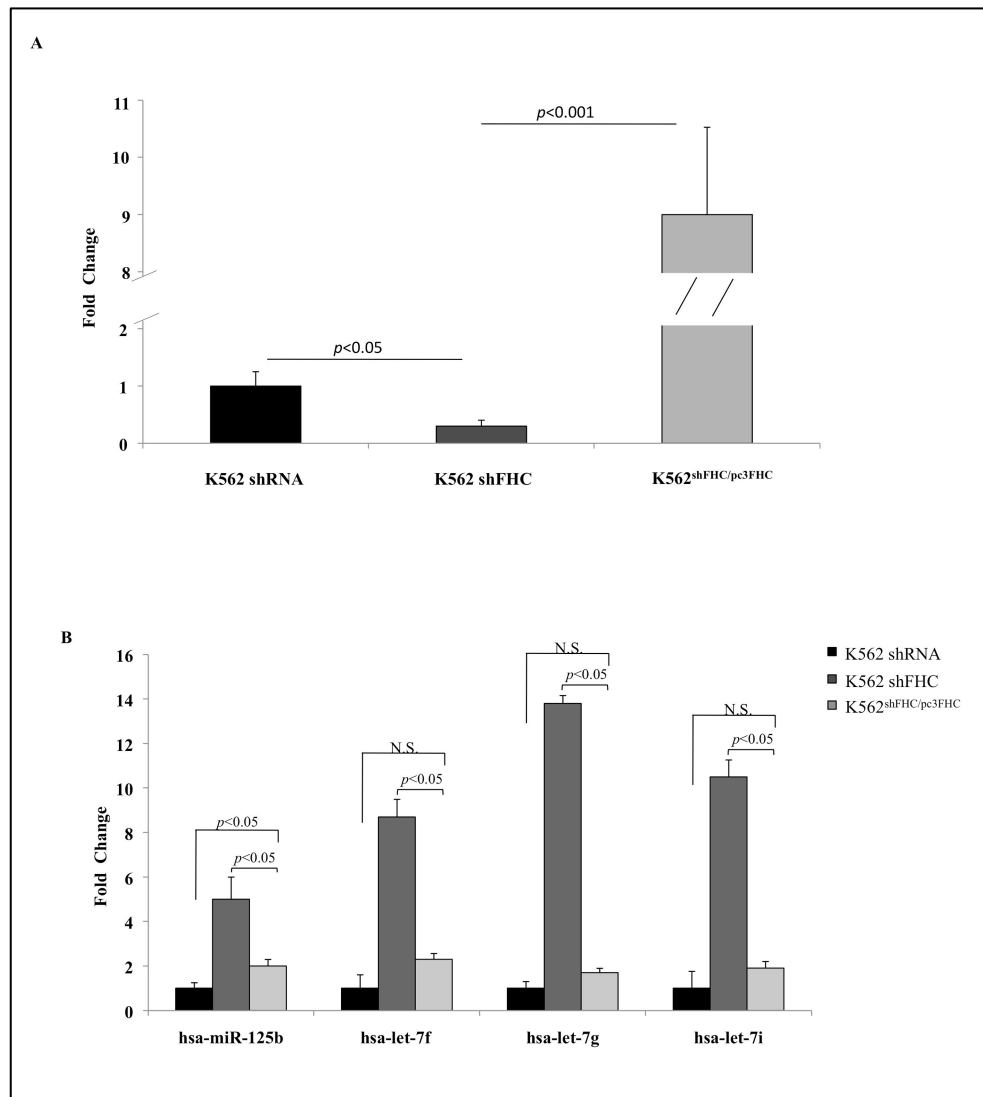 A
11
10
9
8
2
1
0
Fold Change
p<0.001
p<0.05
K562 shRNA
K562 shFHC
K562shFHC/pc3FHC
B
16
14
12
10
8
6
4
2
0
Fold Change
p<0.05
p<0.05
N.S.
p<0.05
N.S.
p<0.05
N.S.
p<0.05
K562 shRNA
K562 shFHC
K562shFHC/pc3FHC
hsa-miR-125b
hsa-let-7f
hsa-let-7g
hsa-let-7i